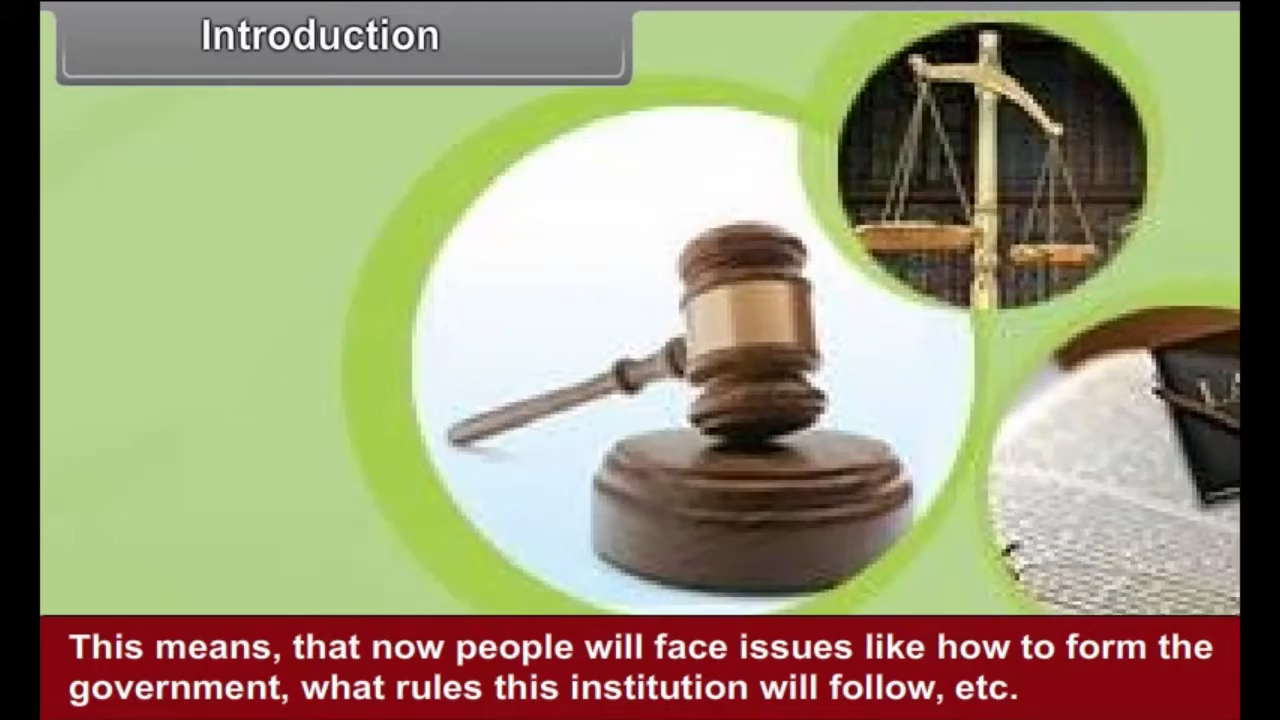 Introduction
This means, that now people will face issues like how to form the
government, what rules this institution will follow, etc.